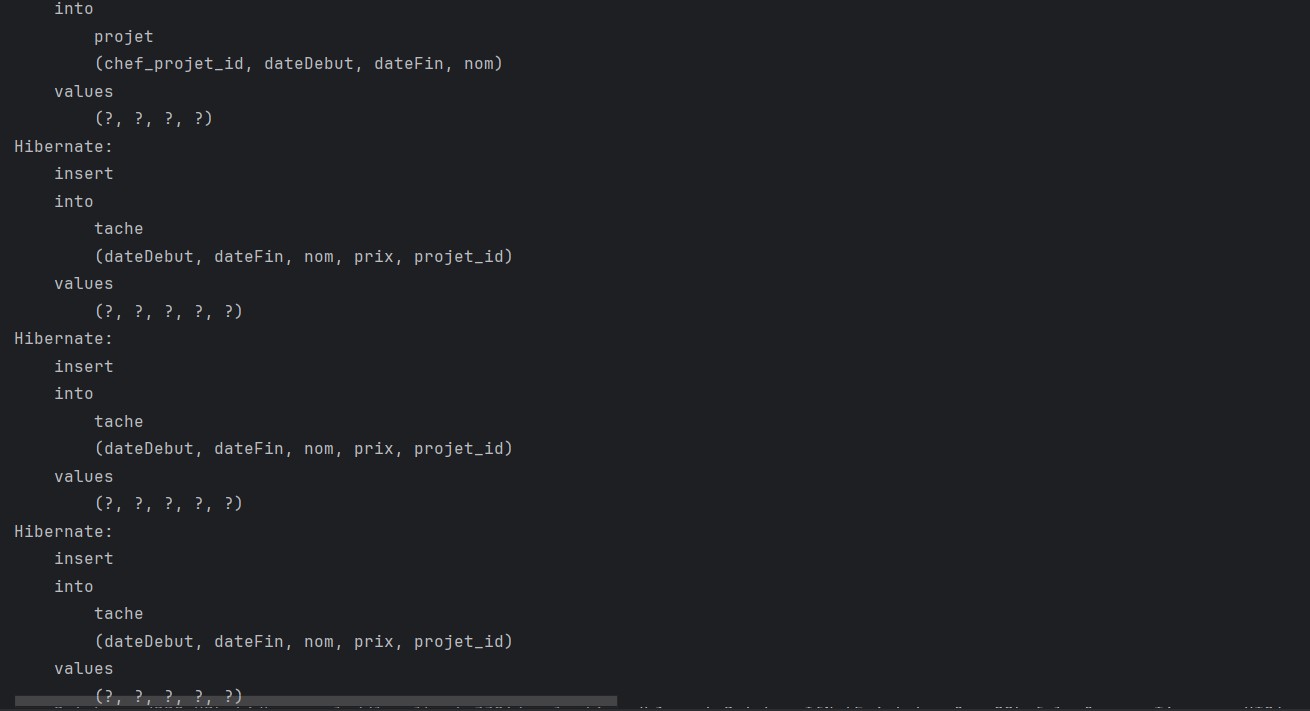 into
projet
(chef_projet_id, dateDebut, dateFin, nom)
values
(?, ?, ?, ?)
Hibernate:
insert
into
tache
(dateDebut, dateFin, nom, prix, projet_id)
values
(?, ?, ?, ?, ?)
Hibernate:
insert
into
tache
(dateDebut, dateFin, nom, prix, projet_id)
values
(?, ?, ?, ?, ?)
Hibernate:
insert
into
tache
(dateDebut, dateFin, nom, prix, projet_id)
values
(?, ?, ?, ?, ?)